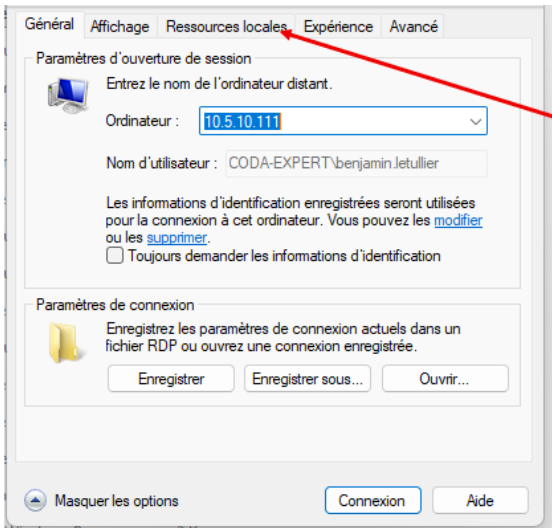 Général Affichage Ressources locales Expérience Avancé
Paramètres d'ouverture de session
Entrez le nom de l'ordinateur distant.
Ordinateur : 10.5.10.111
Nom d'utilisateur : CODA-EXPERT\benjamin.letullier
Les informations d'identification enregistrées seront utilisées
pour la connexion à cet ordinateur. Vous pouvez les modifier
ou les supprimer.
Toujours demander les informations d'identification
Paramètres de connexion
Enregistrez les paramètres de connexion actuels dans un
fichier RDP ou ouvrez une connexion enregistrée.
Enregistrer Enregistrer sous... Ouvrir...
Masquer les options Connexion Aide